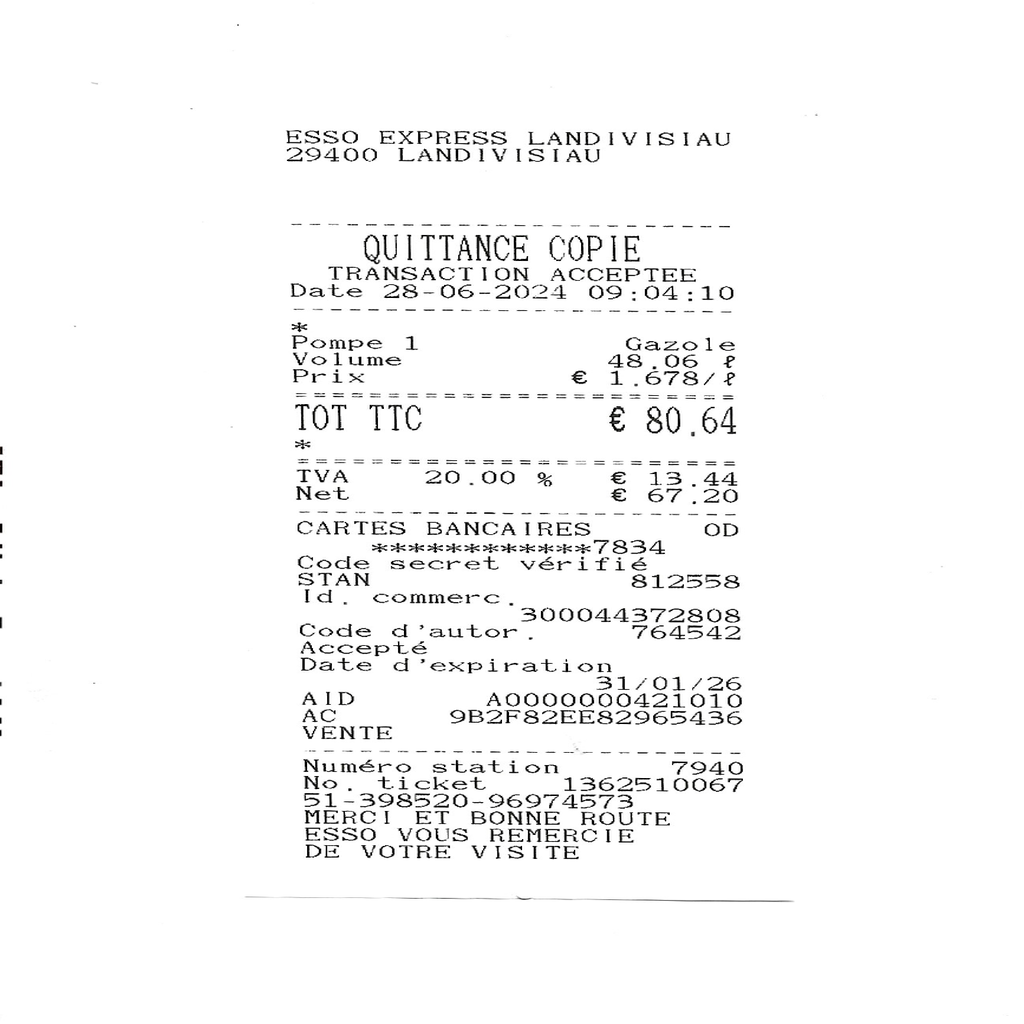 ESSO EXPRESS LANDIVISIAU
29400 LANDIVISIAU
QUITTANCE COPIE
TRANSACTION ACCEPTEE
Date 28-06-2024 09:04:10
*
Pompe 1 Gazole
Volume 48.06 ℓ
Prix € 1.678/ℓ
TOT TTC € 80.64
*
TVA 20.00 % € 13.44
Net € 67.20
CARTES BANCAIRES OD
************7834
Code secret vérifié
STAN 812558
Id. commerc.
300044372808
Code d'autor. 764542
Accepté
Date d'expiration
31/01/26
AID A0000000421010
AC 9B2F82EE82965436
VENTE
Numéro station 7940
No. ticket 1362510067
51-398520-96974573
MERCI ET BONNE ROUTE
ESSO VOUS REMERCIE
DE VOTRE VISITE